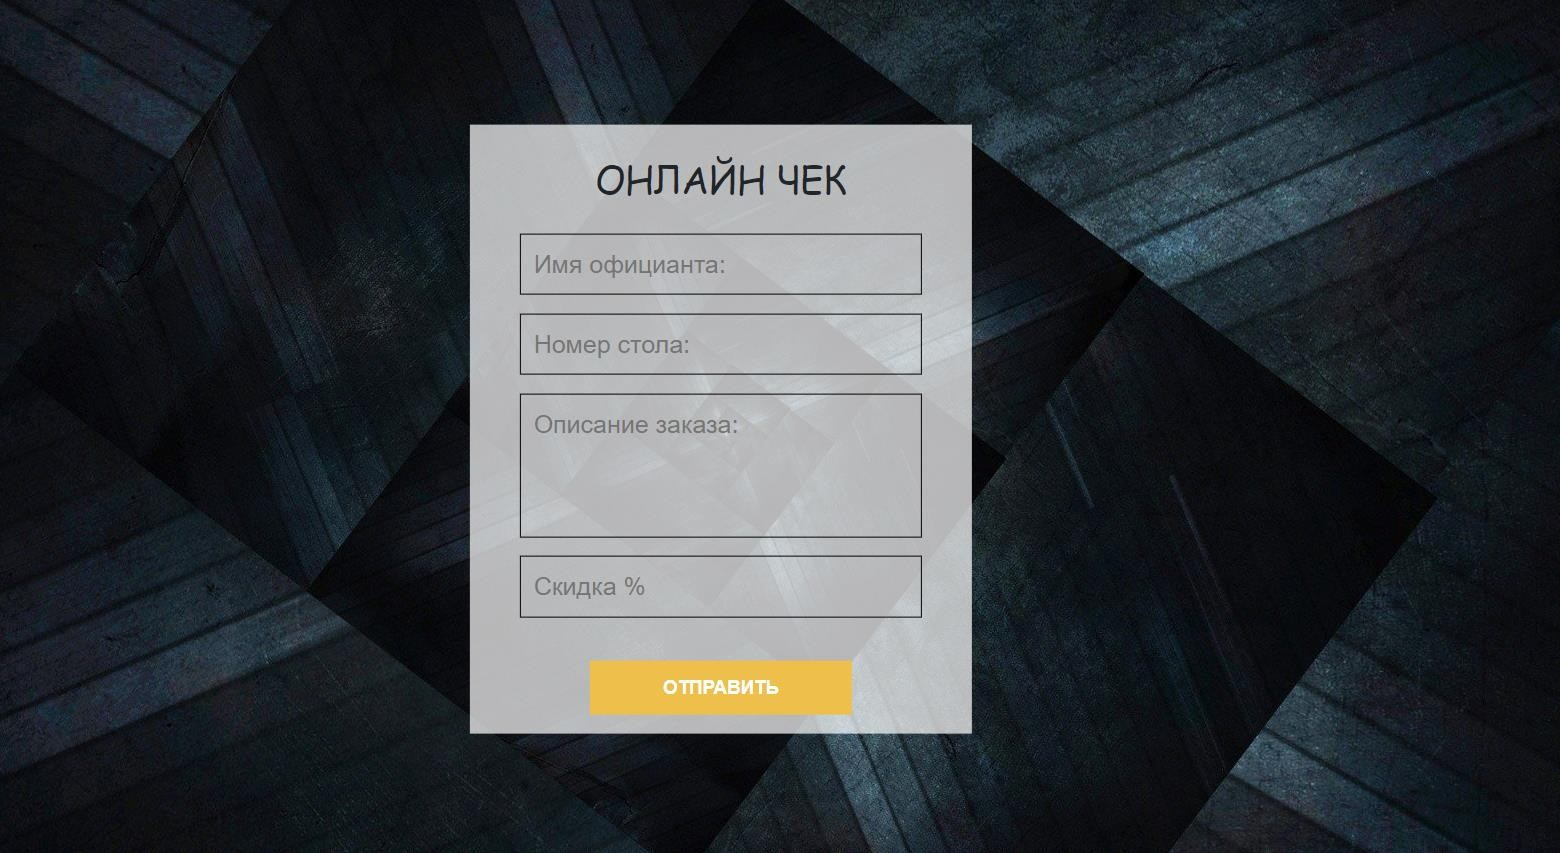 ОНЛАЙН ЧЕК
Имя официанта:
Номер стола:
Описание заказа:
Скидка %
ОТПРАВИТЬ